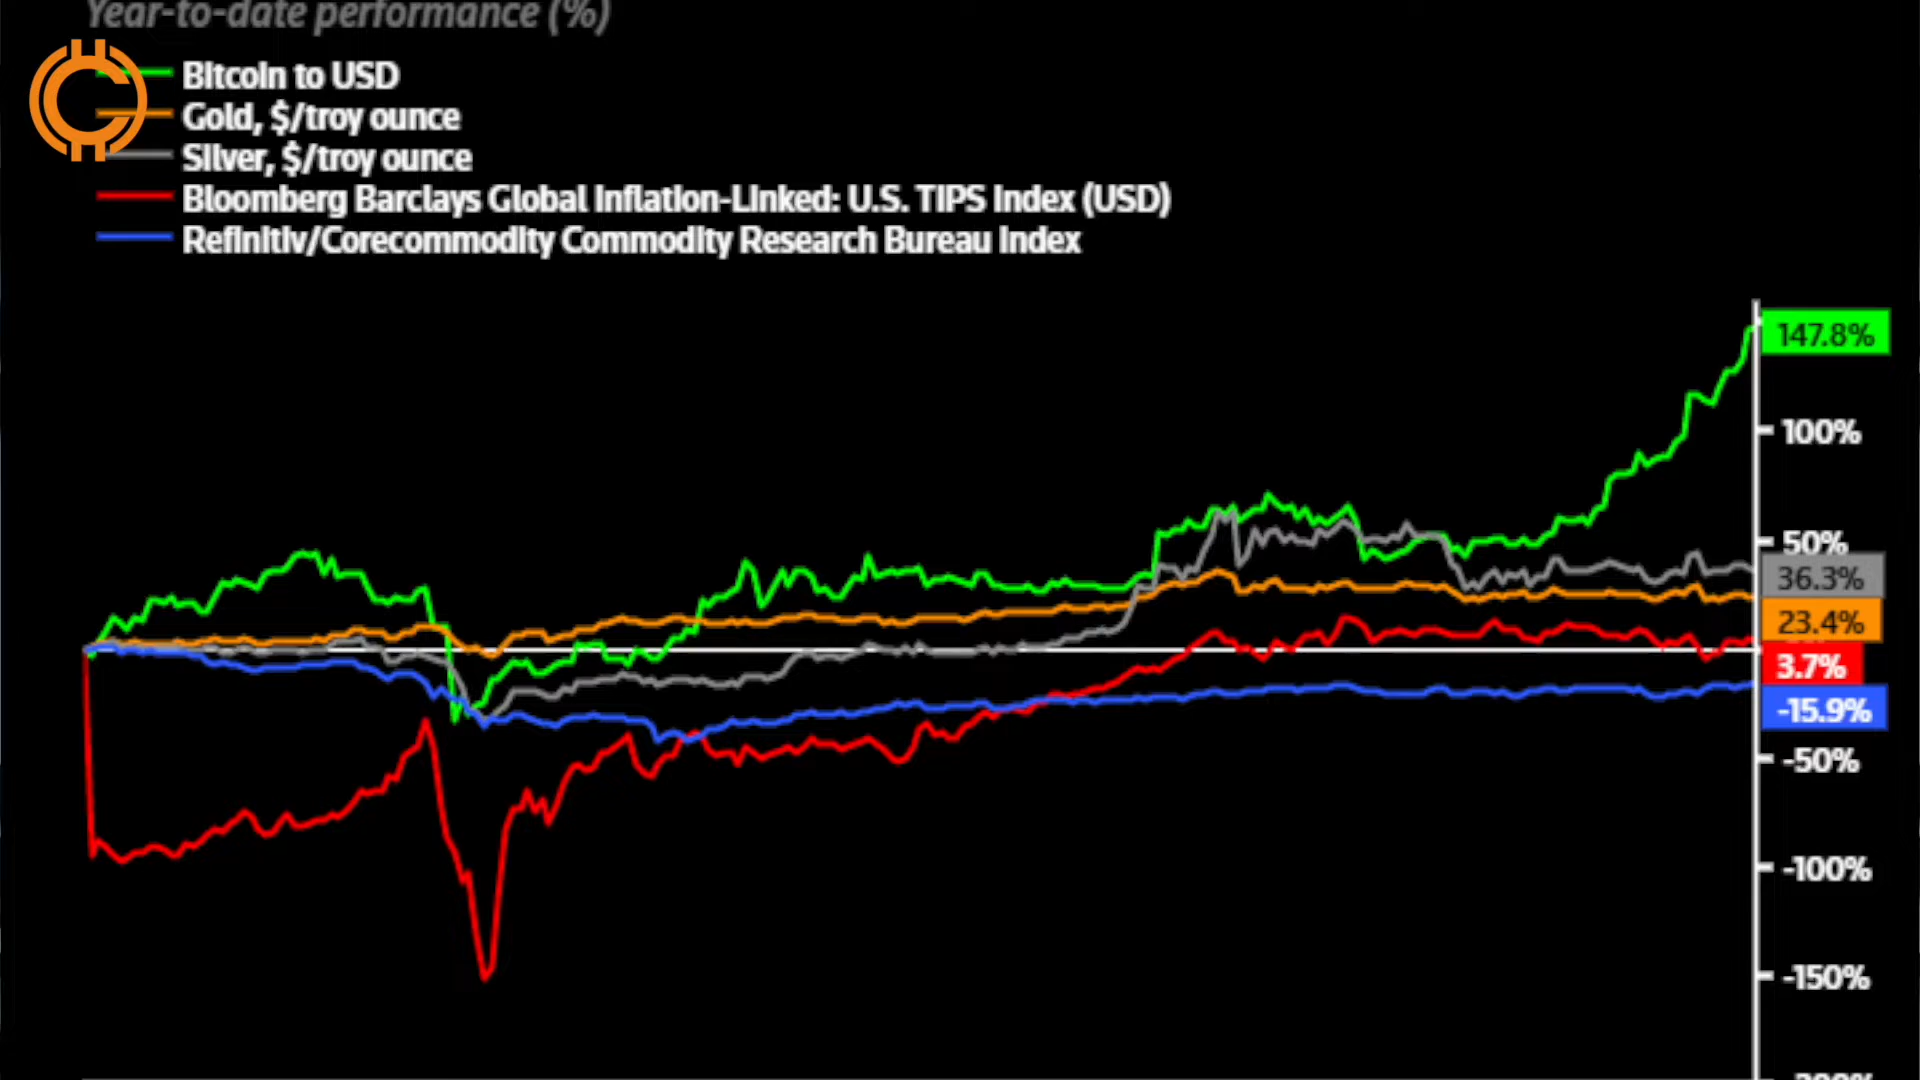 Year-to-date performance (%)
Bitcoin to USD
Gold, $/troy ounce
Silver, $/troy ounce
Bloomberg Barclays Global Inflation-Linked: U.S. TIPS Index (USD)
Refinitiv/Corecommodity Commodity Research Bureau Index
147.8%
100%
50%
36.3%
23.4%
3.7%
-15.9%
-50%
-100%
-150%